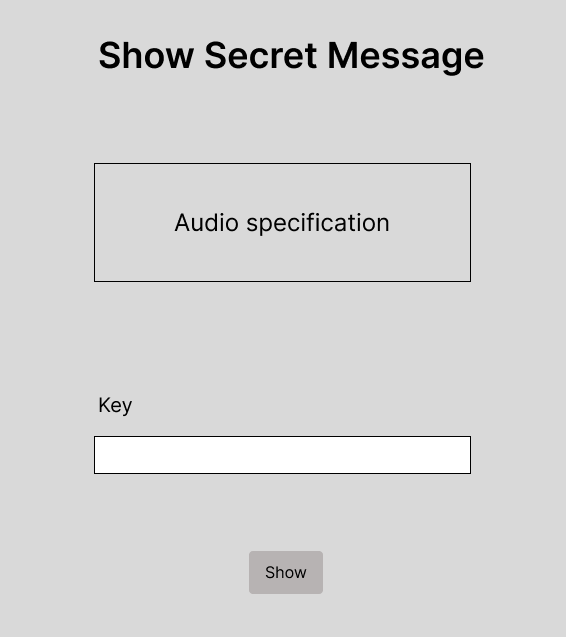 Show Secret Message
Audio specification
Key
Show